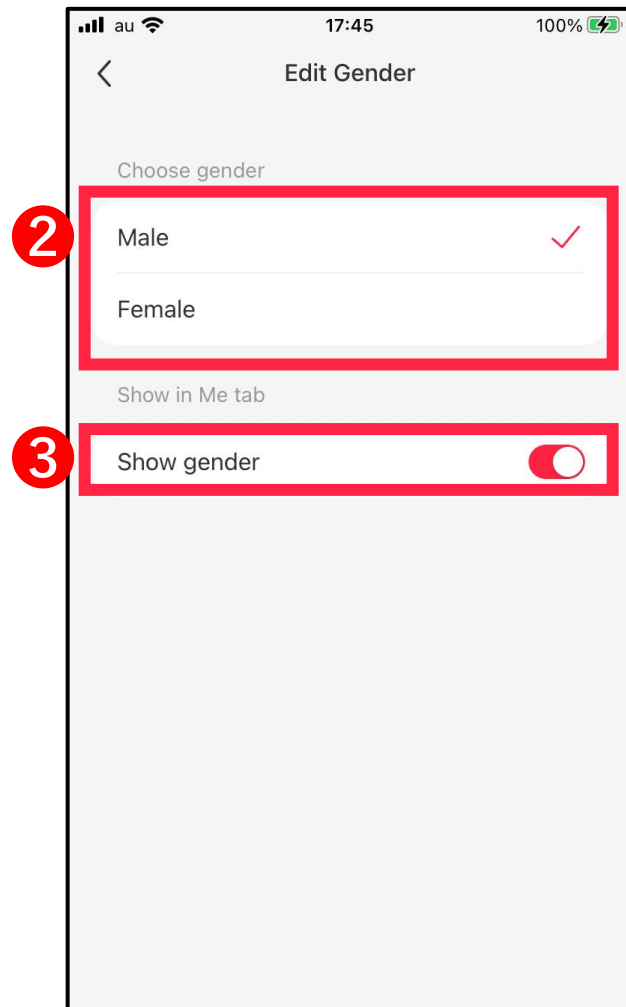 au 17:45 100%
Edit Gender
Choose gender
2
Male
Female
Show in Me tab
3
Show gender